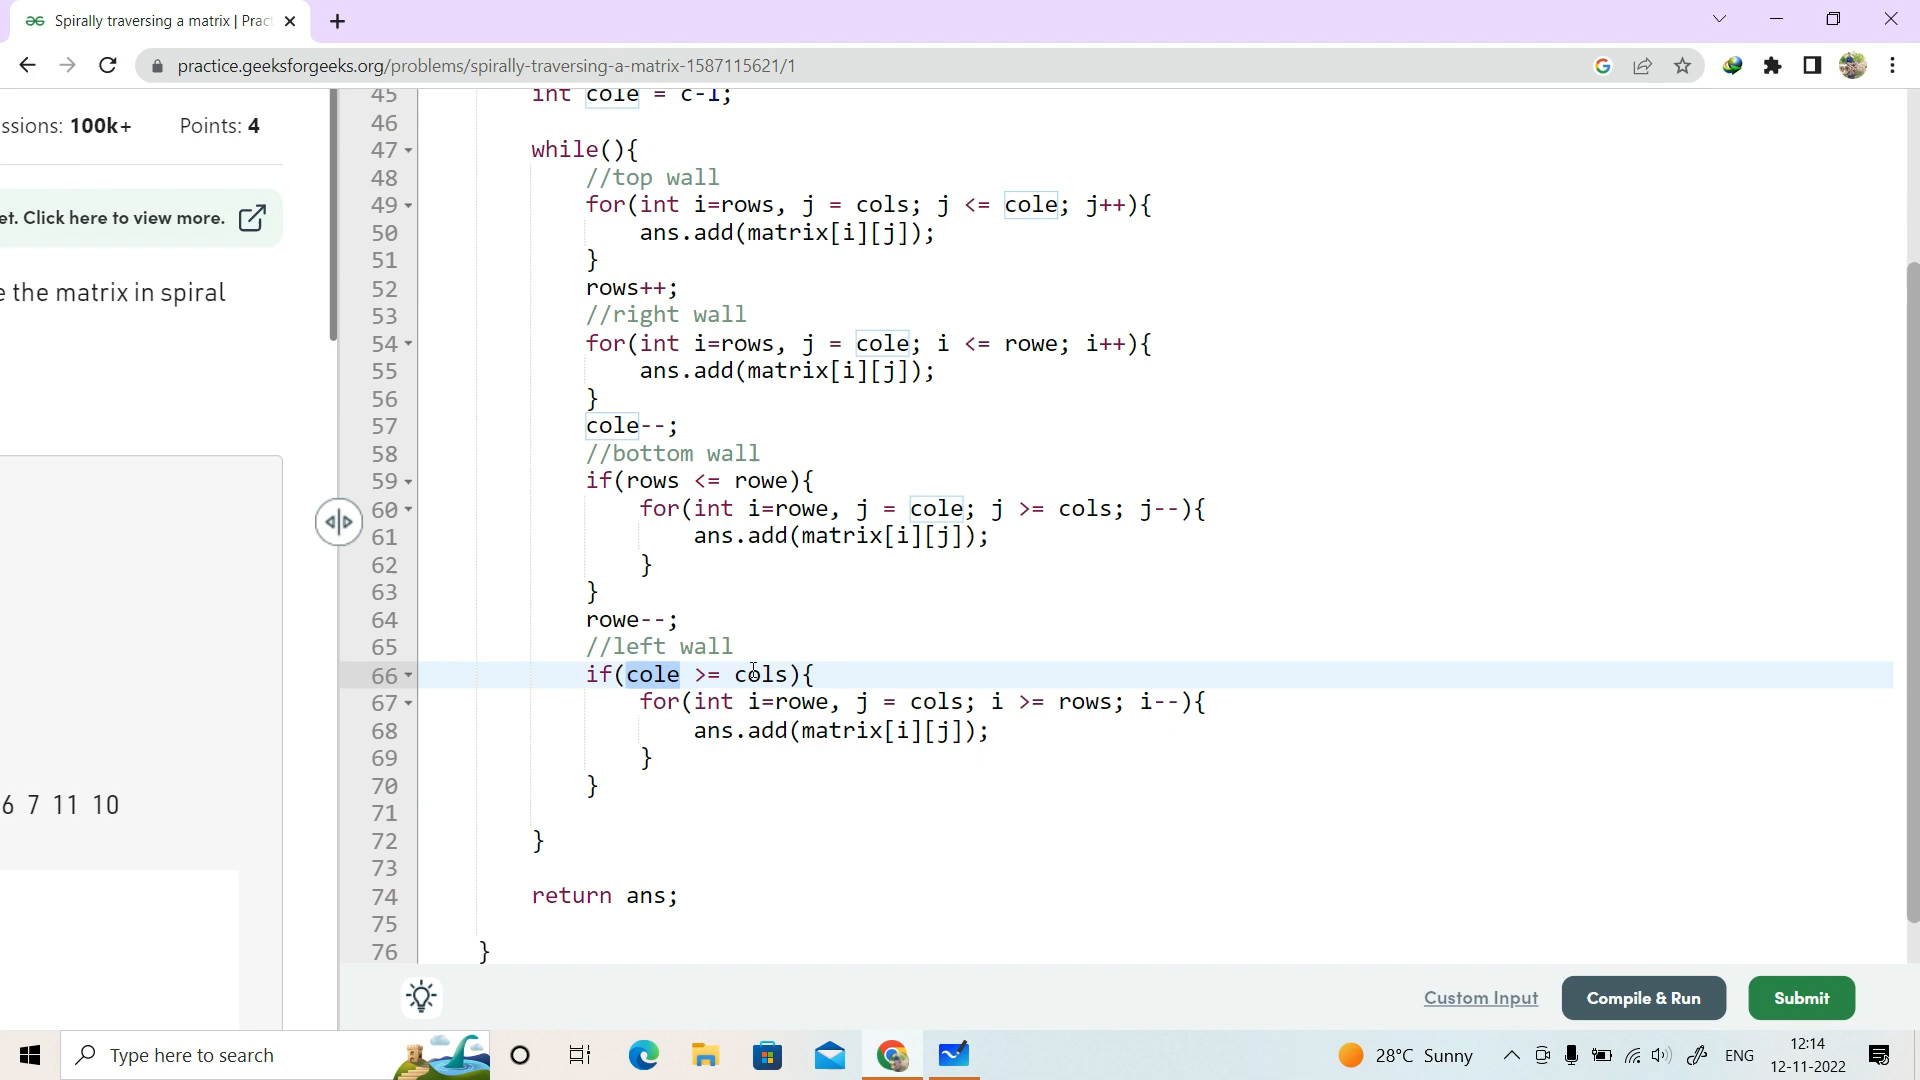 Spirally traversing a matrix | Prac
practice.geeksforgeeks.org/problems/spirally-traversing-a-matrix-1587115621/1
ssions: 100k+ Points: 4
et. Click here to view more.
e the matrix in spiral
6 7 11 10
45 int cole = c-1;
46
47 while(){
48 //top wall
49 for(int i=rows, j = cols; j <= cole; j++){
50 ans.add(matrix[i][j]);
51 }
52 rows++;
53 //right wall
54 for(int i=rows, j = cole; i <= rowe; i++){
55 ans.add(matrix[i][j]);
56 }
57 cole--;
58 //bottom wall
59 if(rows <= rowe){
60 for(int i=rowe, j = cole; j >= cols; j--){
61 ans.add(matrix[i][j]);
62 }
63 }
64 rowe--;
65 //left wall
66 if(cole >= cols){
67 for(int i=rowe, j = cols; i >= rows; i--){
68 ans.add(matrix[i][j]);
69 }
70 }
71
72 }
73
74 return ans;
75
76 }
Custom Input Compile & Run Submit
Type here to search
28°C Sunny
ENG
12:14
12-11-2022